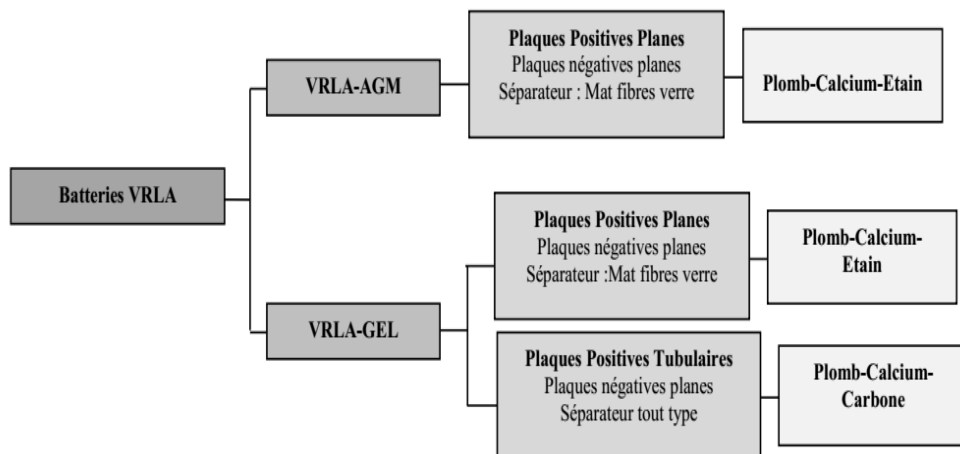 Batteries VRLA
VRLA-AGM
Plaques Positives Planes
Plaques négatives planes
Séparateur : Mat fibres verre
Plomb-Calcium-Etain
VRLA-GEL
Plaques Positives Planes
Plaques négatives planes
Séparateur :Mat fibres verre
Plomb-Calcium-
Etain
Plaques Positives Tubulaires
Plaques négatives planes
Séparateur tout type
Plomb-Calcium-
Carbone